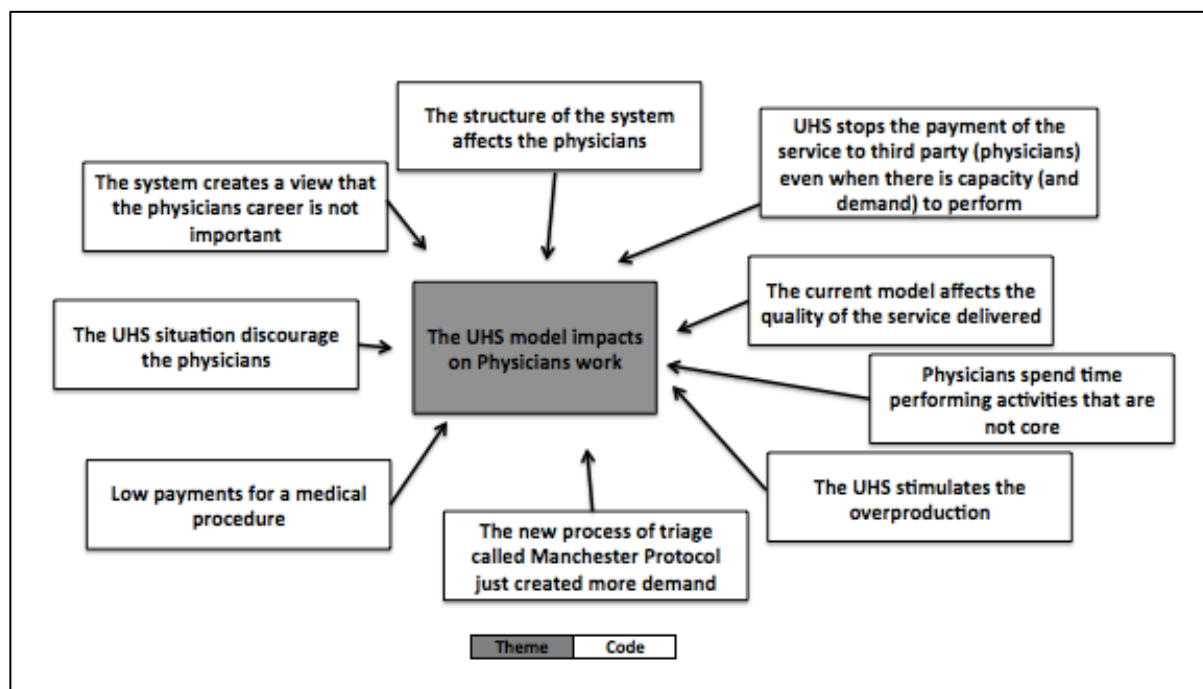 The structure of the system
affects the physicians
UHS stops the payment of the
service to third party (physicians)
even when there is capacity (and
demand) to perform
The system creates a view that
the physicians career is not
important
The current model affects the
quality of the service delivered
The UHS situation discourage
the physicians
The UHS model impacts
on Physicians work
Physicians spend time
performing activities that are
not core
Low payments for a medical
procedure
The UHS stimulates the
overproduction
The new process of triage
called Manchester Protocol
just created more demand
Theme
Code